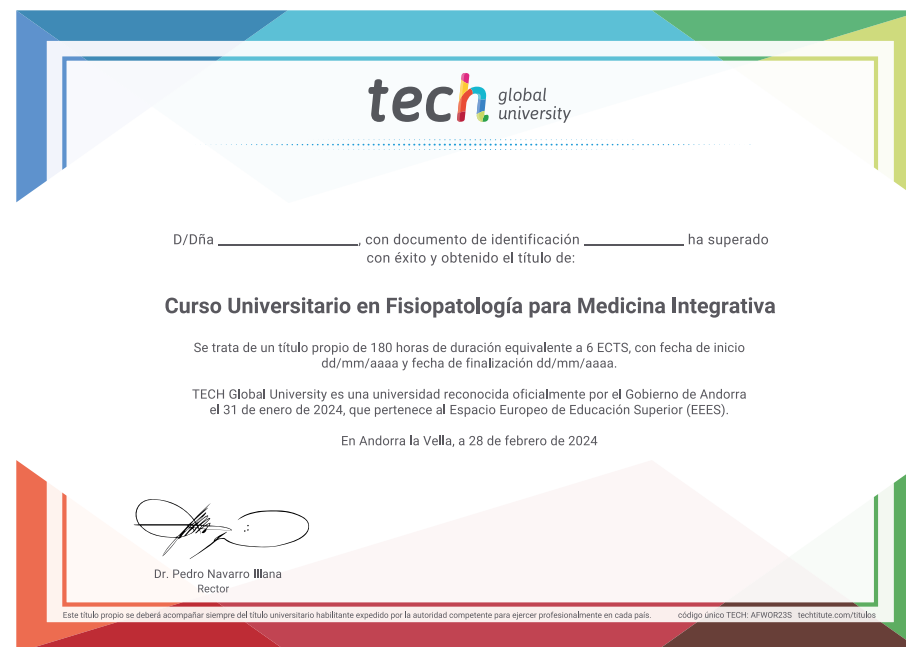 tech global
university
D/Dña ____________________, con documento de identificación ______________ ha superado
con éxito y obtenido el título de:
Curso Universitario en Fisiopatología para Medicina Integrativa
Se trata de un título propio de 180 horas de duración equivalente a 6 ECTS, con fecha de inicio
dd/mm/aaaa y fecha de finalización dd/mm/aaaa.
TECH Global University es una universidad reconocida oficialmente por el Gobierno de Andorra
el 31 de enero de 2024, que pertenece al Espacio Europeo de Educación Superior (EEES).
En Andorra la Vella, a 28 de febrero de 2024
Dr. Pedro Navarro Illana
Rector
Este título propio se deberá acompañar siempre del título universitario habilitante expedido por la autoridad competente para ejercer profesionalmente en cada país. código único TECH: AFWOR23S techtitute.com/titulos